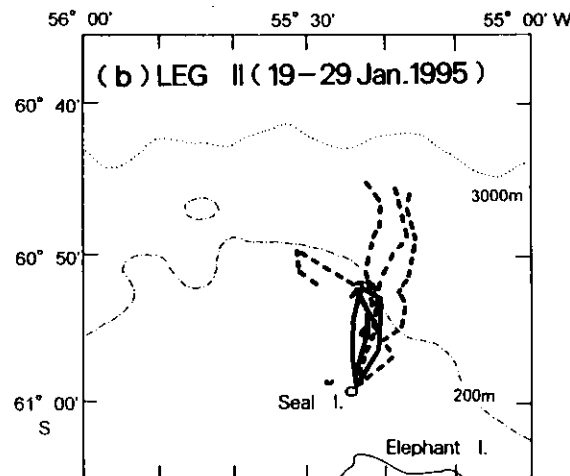 56° 00' 55° 30' 55° 00' W
(b) LEG II (19-29 Jan.1995)
60° 40'
3000m
60° 50'
61° 00'
S
Seal I.
200m
Elephant I.